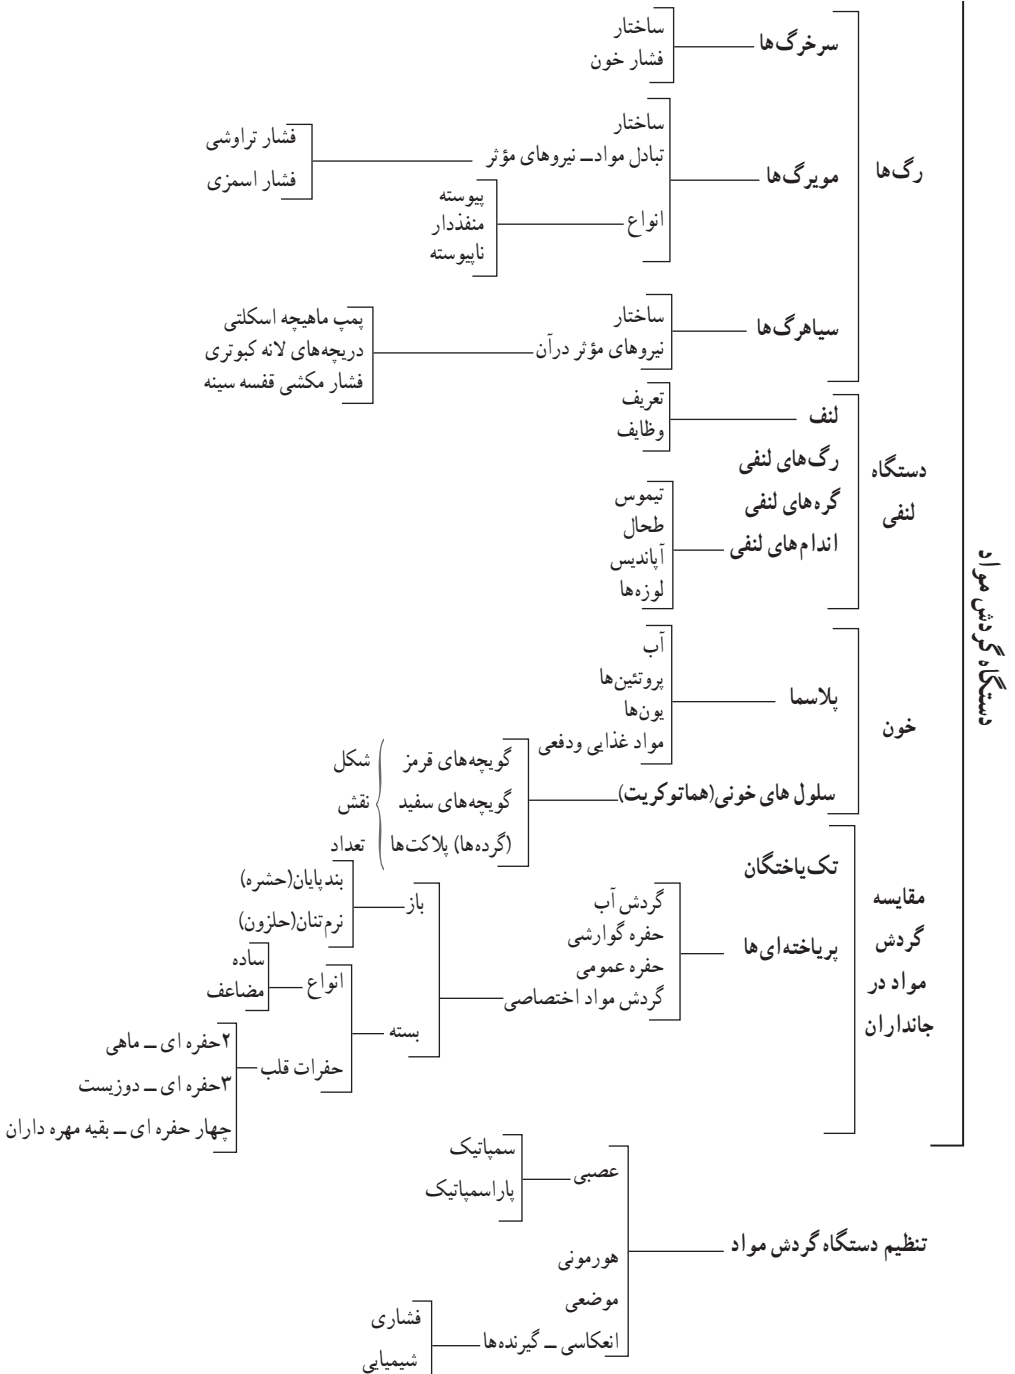 دستگاه گردش مواد
رگ‌ها
سرخرگ‌ها
ساختار
فشار خون
مویرگ‌ها
ساختار
تبادل مواد ــ نیروهای مؤثر
فشار تراوشی
فشار اسمزی
انواع
پیوسته
منفذدار
ناپیوسته
سیاهرگ‌ها
ساختار
نیروهای مؤثر درآن
پمپ ماهیچه اسکلتی
دریچه‌های لانه کبوتری
فشار مکشی قفسه سینه
دستگاه
لنفی
لنف
تعریف
وظایف
رگ‌های لنفی
گره‌های لنفی
اندام‌های لنفی
تیموس
طحال
آپاندیس
لوزه‌ها
خون
پلاسما
آب
پروتئین‌ها
یون‌ها
مواد غذایی ودفعی
سلول های خونی(هماتوکریت)
گویچه‌های قرمز
گویچه‌های سفید
(گرده‌ها) پلاکت‌ها
شکل
نقش
تعداد
مقایسه
گردش
مواد در
جانداران
تک‌یاختگان
پریاخته‌ای‌ها
گردش آب
حفره گوارشی
حفره عمومی
گردش مواد اختصاصی
باز
بندپایان(حشره)
نرم‌تنان(حلزون)
بسته
انواع
ساده
مضاعف
حفرات قلب
۲حفره ای ــ ماهی
۳حفره ای ــ دوزیست
چهار حفره ای ــ بقیه مهره داران
تنظیم دستگاه گردش مواد
عصبی
سمپاتیک
پاراسمپاتیک
هورمونی
موضعی
انعکاسی ــ گیرنده‌ها
فشاری
شیمیایی